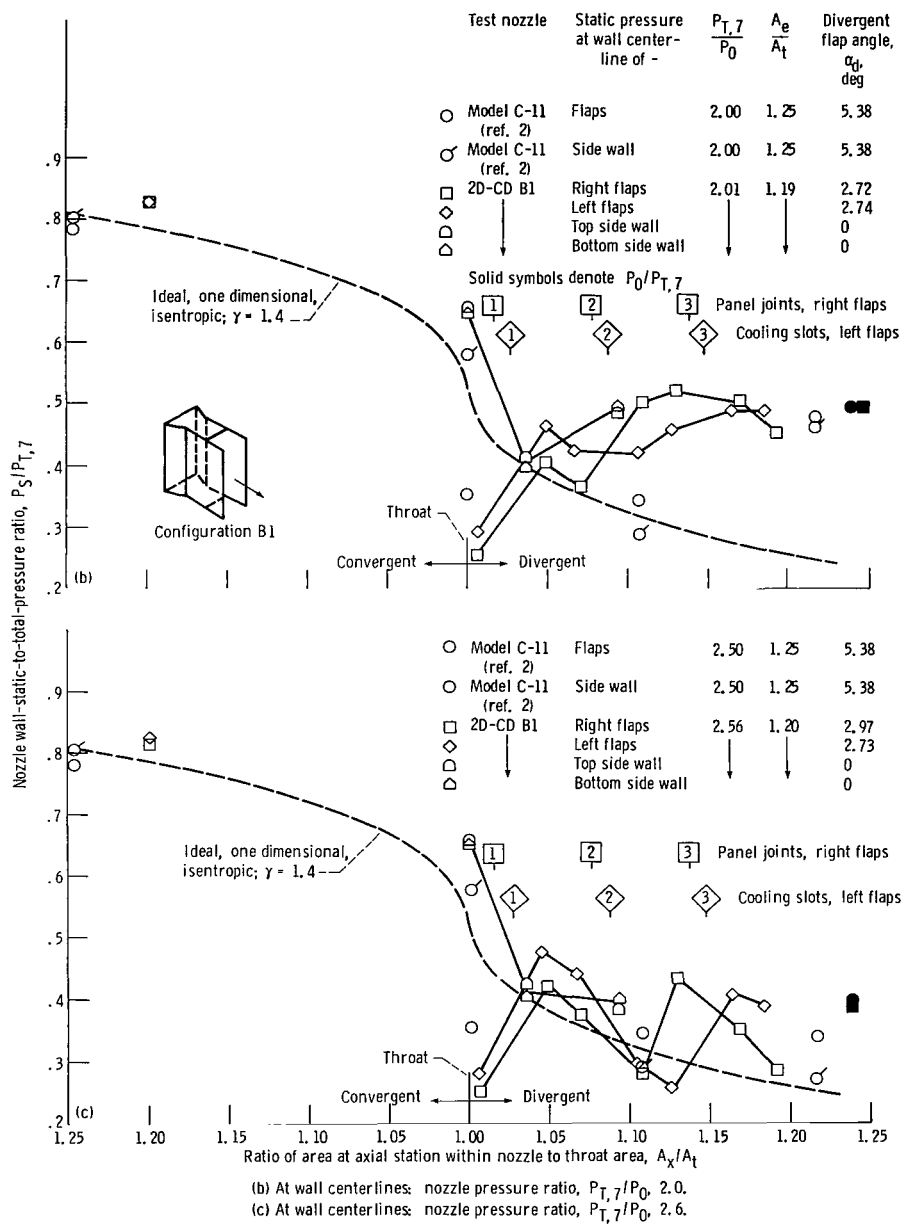 Test nozzle Static pressure at wall center- line of - P_T,7/P_0 A_e/A_t Divergent flap angle, α_d, deg
Model C-11 (ref. 2) Flaps 2.00 1.25 5.38
Model C-11 (ref. 2) Side wall 2.00 1.25 5.38
2D-CD B1 Right flaps 2.01 1.19 2.72
Left flaps 2.74
Top side wall 0
Bottom side wall 0
Solid symbols denote P_0/P_T,7
1 2 3 Panel joints, right flaps
1 2 3 Cooling slots, left flaps
Ideal, one dimensional,
isentropic; γ = 1.4
Configuration B1
Throat
Convergent Divergent
(b)
.9
.8
.7
.6
.5
.4
.3
.2
Nozzle wall-static-to-total-pressure ratio, P_S/P_T,7
Model C-11 (ref. 2) Flaps 2.50 1.25 5.38
Model C-11 (ref. 2) Side wall 2.50 1.25 5.38
2D-CD B1 Right flaps 2.56 1.20 2.97
Left flaps 2.73
Top side wall 0
Bottom side wall 0
1 2 3 Panel joints, right flaps
1 2 3 Cooling slots, left flaps
Ideal, one dimensional,
isentropic; γ = 1.4
Throat
Convergent Divergent
(c)
.9
.8
.7
.6
.5
.4
.3
.2
1.25 1.20 1.15 1.10 1.05 1.00 1.05 1.10 1.15 1.20 1.25
Ratio of area at axial station within nozzle to throat area, A_x/A_t
(b) At wall centerlines: nozzle pressure ratio, P_T,7/P_0, 2.0.
(c) At wall centerlines: nozzle pressure ratio, P_T,7/P_0, 2.6.